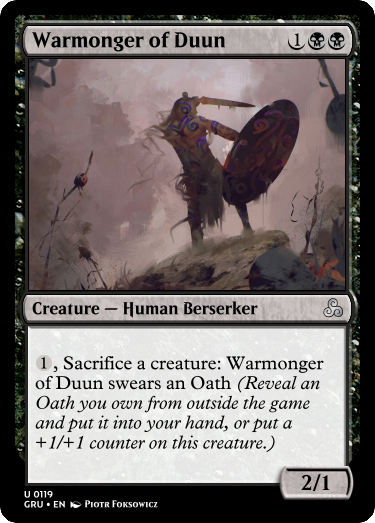 Warmonger of Duun 1
Creature — Human Berserker
1, Sacrifice a creature: Warmonger
of Duun swears an Oath (Reveal an
Oath you own from outside the game
and put it into your hand, or put a
+1/+1 counter on this creature.)
2/1
U 0119
GRU • EN Piotr Foksowicz